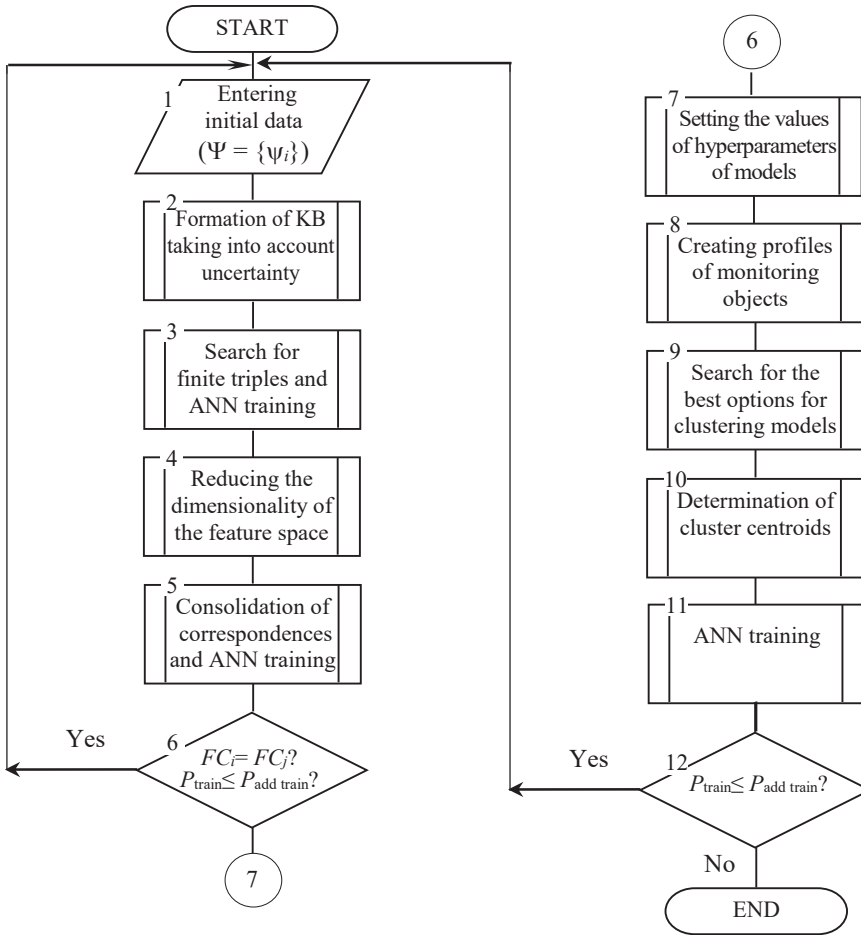 START
1
Entering
initial data
(Ψ = {ψi})
2
Formation of KB
taking into account
uncertainty
3
Search for
finite triples and
ANN training
4
Reducing the
dimensionality of
the feature space
5
Consolidation of
correspondences
and ANN training
6
Yes
FCi= FCj?
Ptrain≤ Padd train?
7
6
7
Setting the values
of hyperparameters
of models
8
Creating profiles
of monitoring
objects
9
Search for the
best options for
clustering models
10
Determination of
cluster centroids
11
ANN training
12
Yes
Ptrain≤ Padd train?
No
END